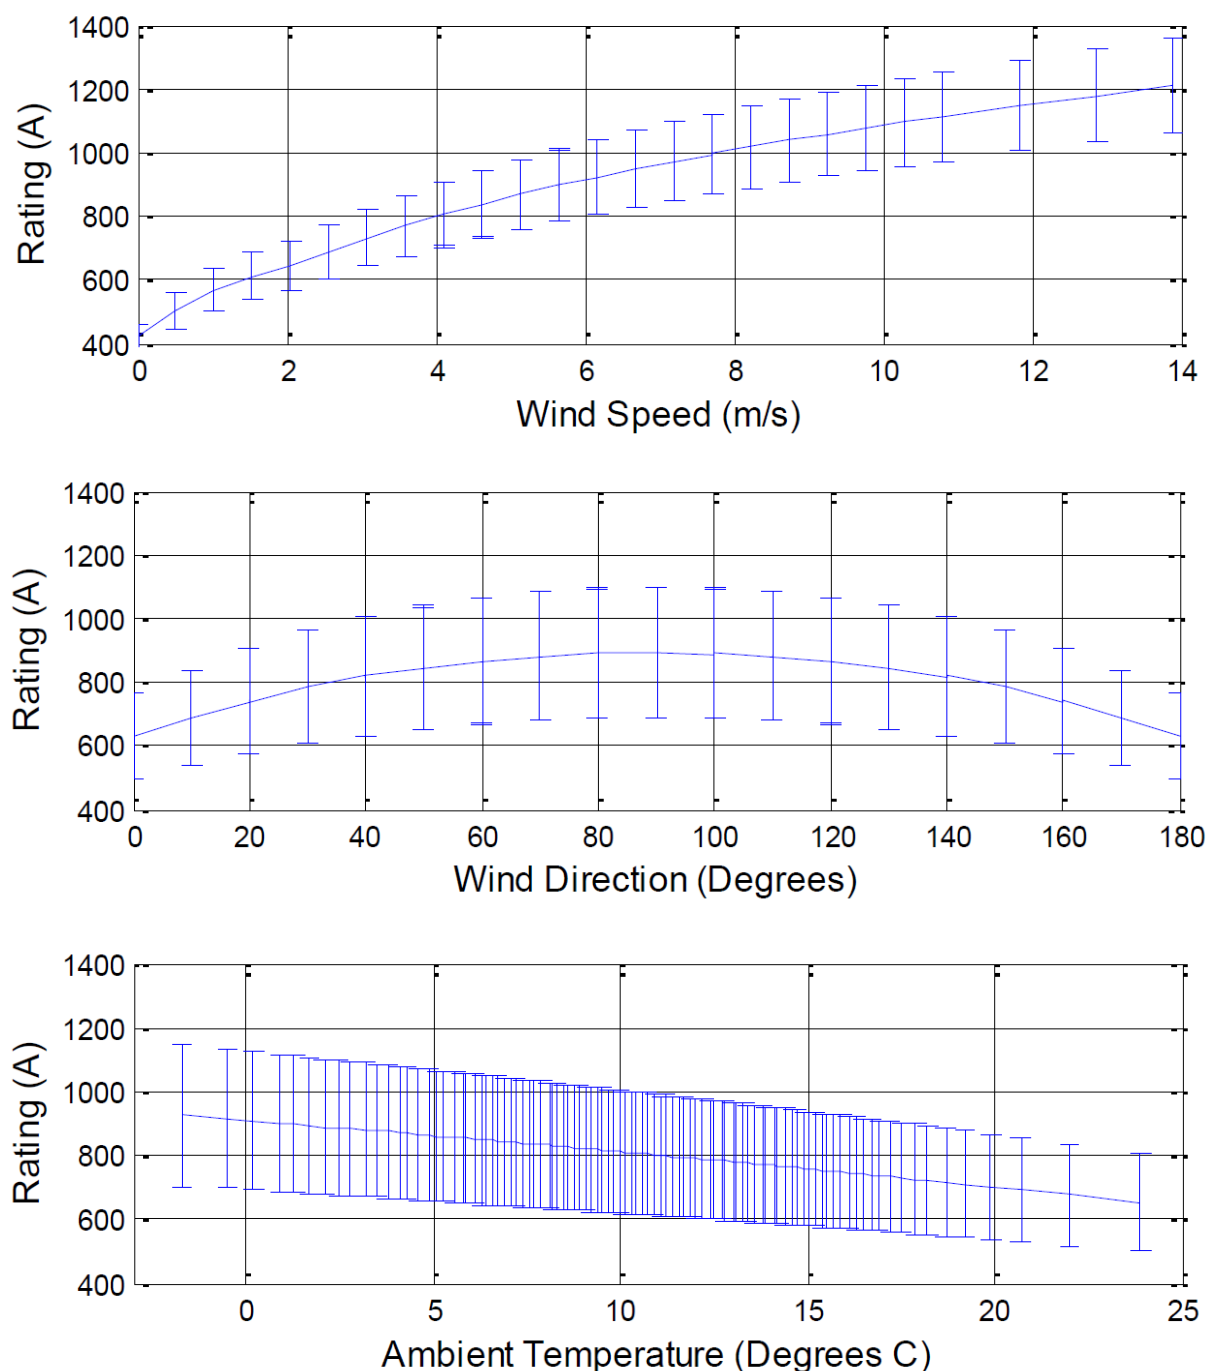 1400
1200
1000
800
600
400
Rating (A)
0 2 4 6 8 10 12 14
Wind Speed (m/s)
1400
1200
1000
800
600
400
Rating (A)
0 20 40 60 80 100 120 140 160 180
Wind Direction (Degrees)
1400
1200
1000
800
600
400
Rating (A)
0 5 10 15 20 25
Ambient Temperature (Degrees C)